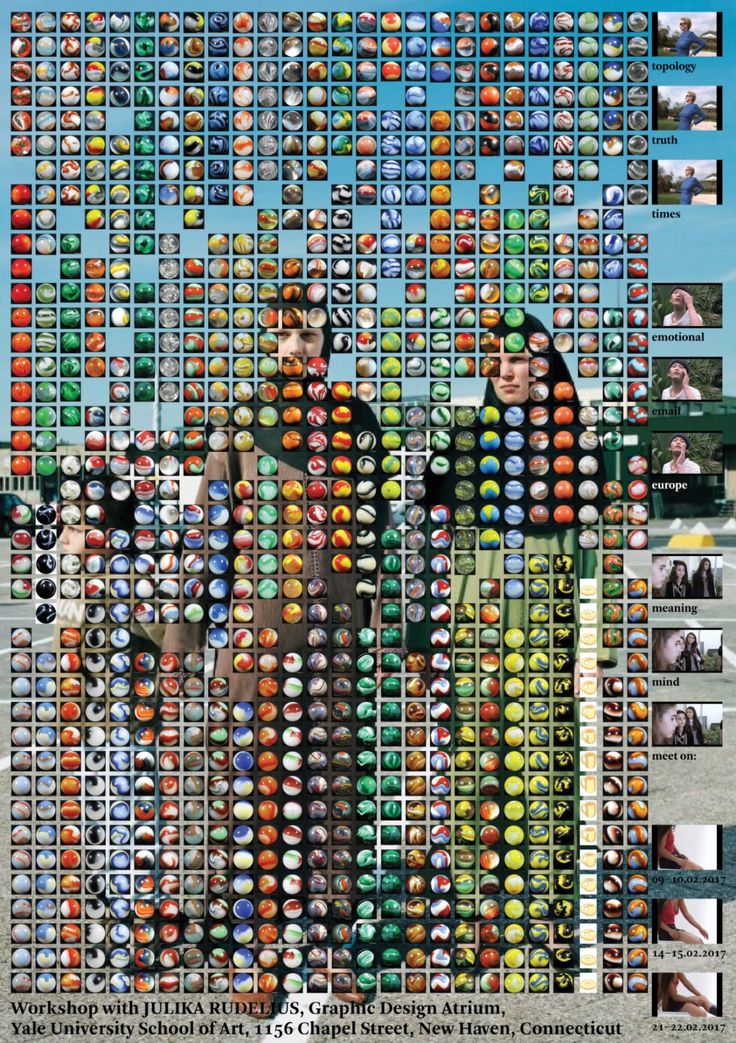 topology
truth
times
emotional
email
europe
meaning
mind
meet on:
09–10.02.2017
14–15.02.2017
21–22.02.2017
Workshop with JULIKA RUDELIUS, Graphic Design Atrium,
Yale University School of Art, 1156 Chapel Street, New Haven, Connecticut